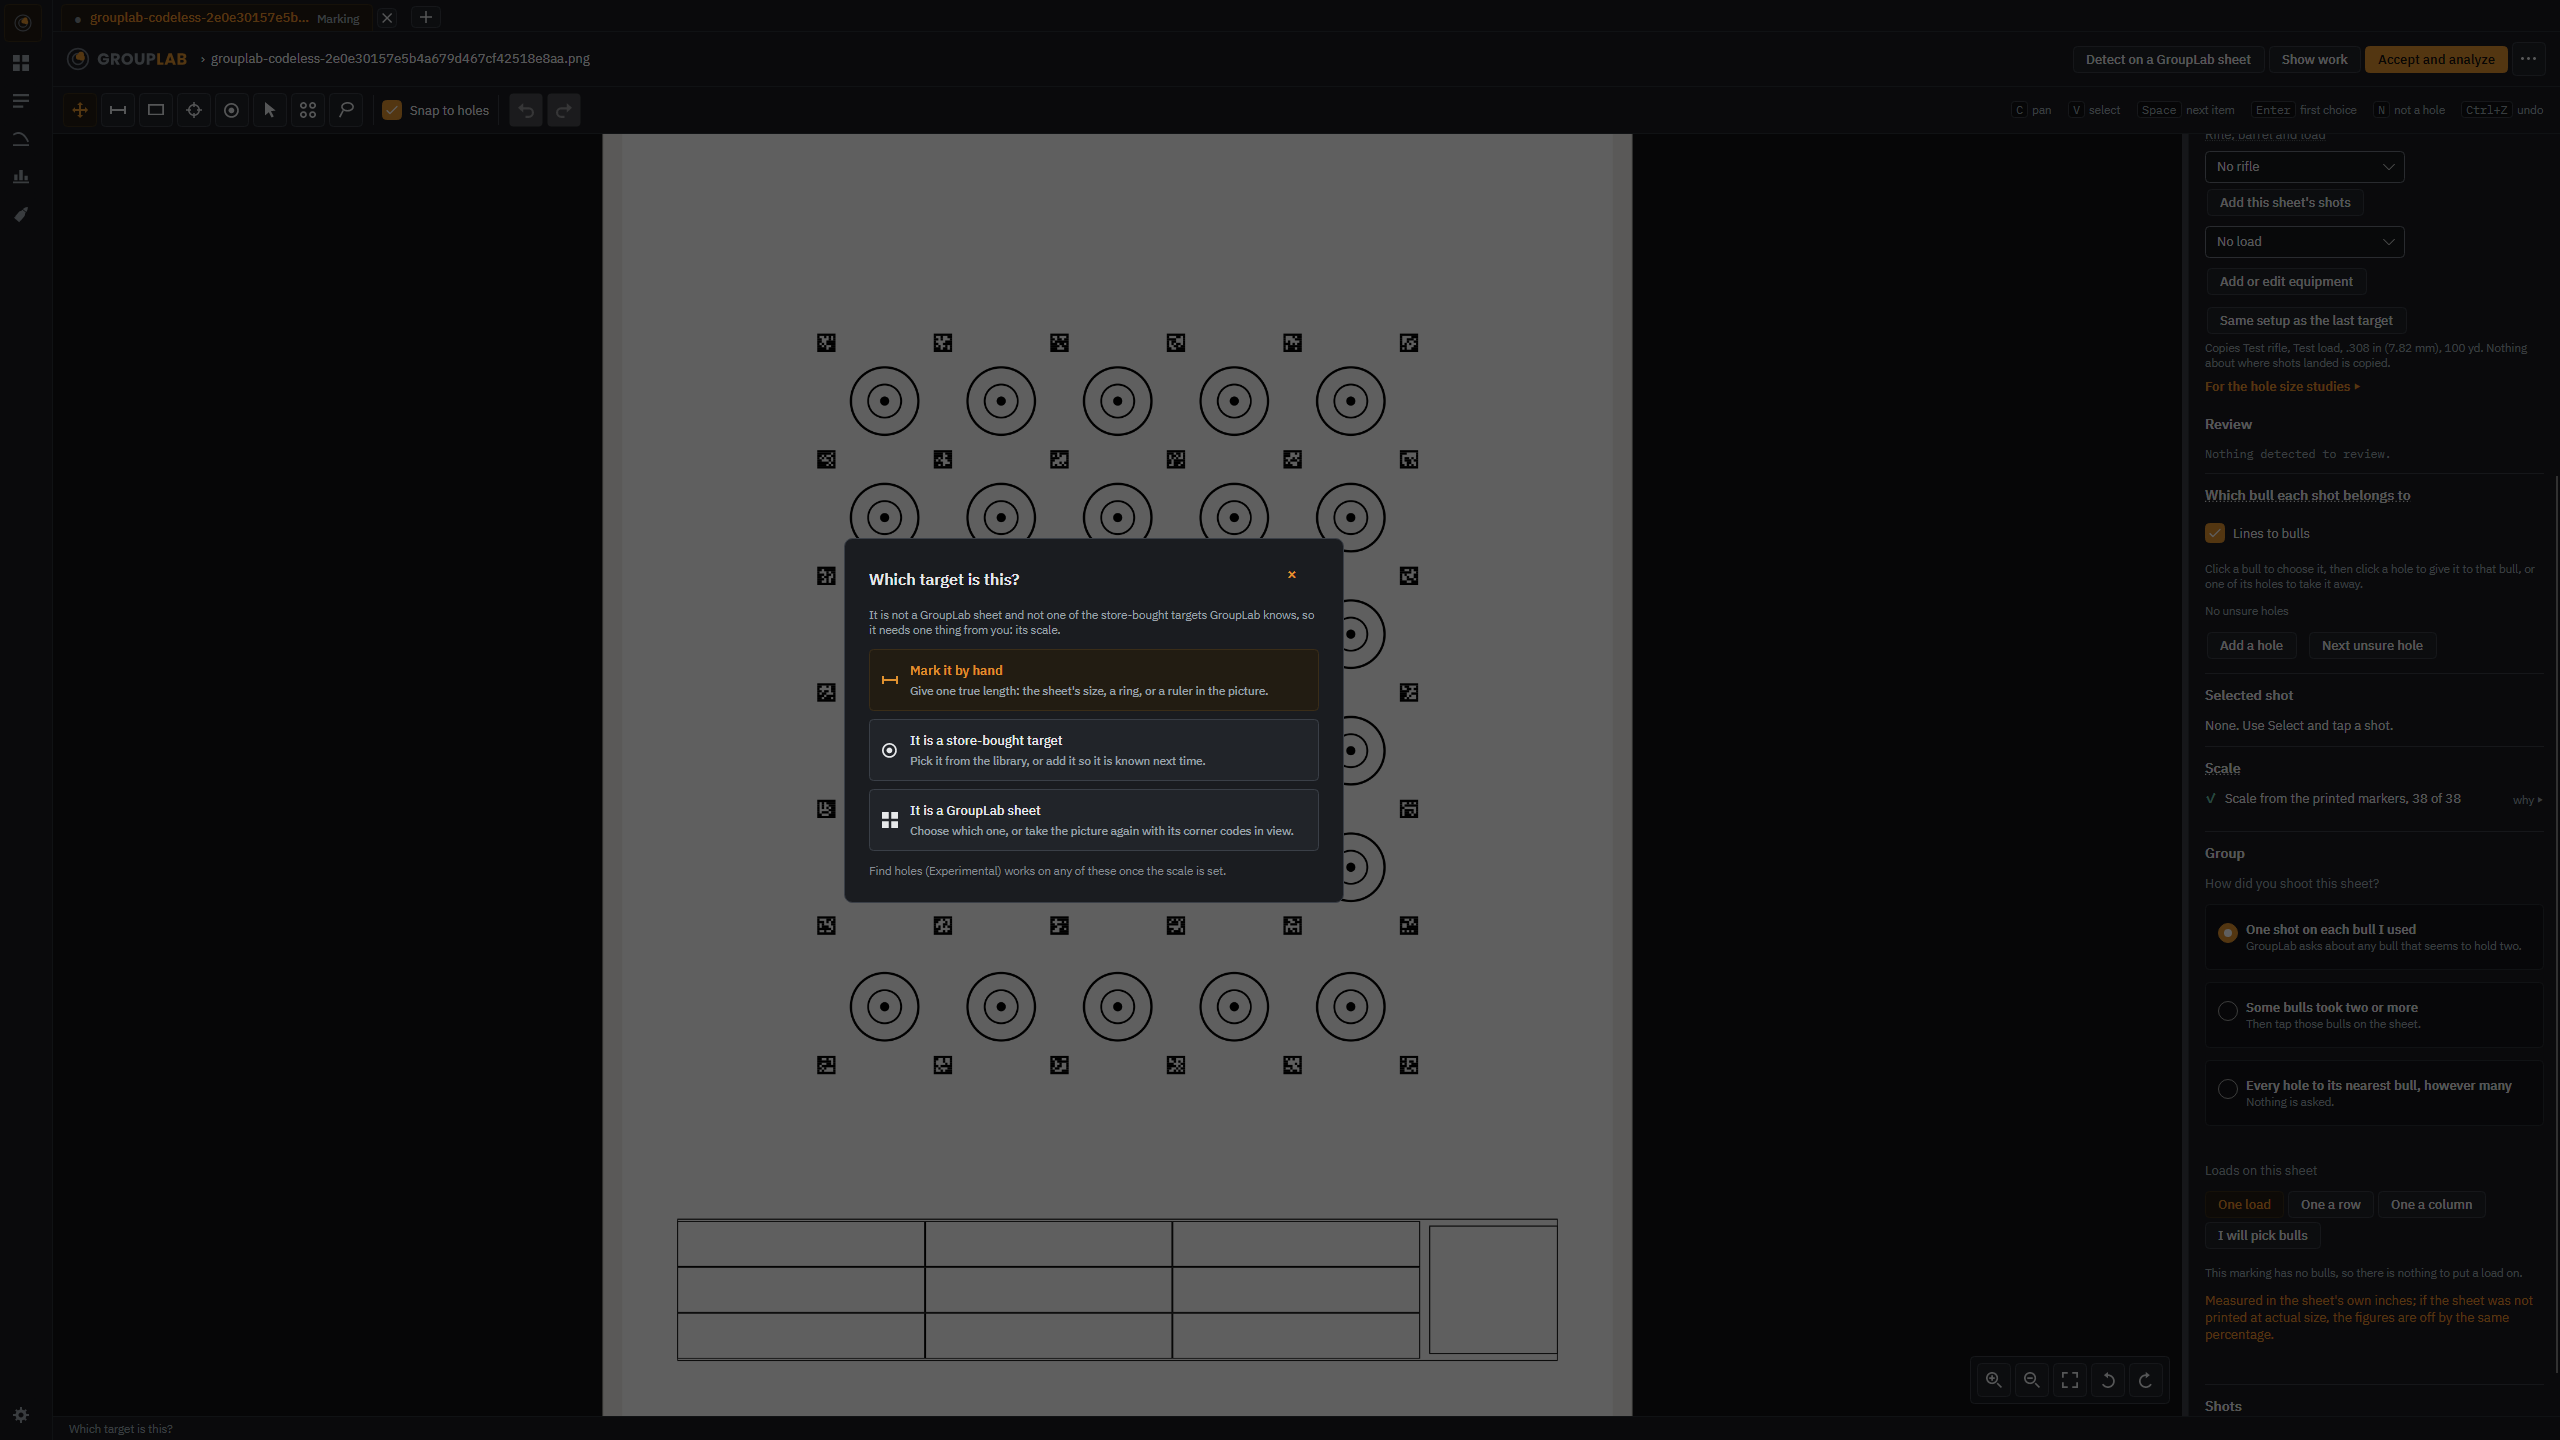 grouplab-codeless-2e0e30157e5b... Marking
GROUPLAB › grouplab-codeless-2e0e30157e5b4a679d467cf42518e8aa.png
Detect on a GroupLab sheet Show work Accept and analyze
Snap to holes
C pan V select Space next item Enter first choice N not a hole Ctrl+Z undo
Rifle, barrel and load
No rifle
Add this sheet's shots
No load
Add or edit equipment
Same setup as the last target
Copies Test rifle, Test load, .308 in (7.82 mm), 100 yd. Nothing
about where shots landed is copied.
For the hole size studies ▸
Review
Nothing detected to review.
Which bull each shot belongs to
Lines to bulls
Click a bull to choose it, then click a hole to give it to that bull, or
one of its holes to take it away.
No unsure holes
Add a hole Next unsure hole
Selected shot
None. Use Select and tap a shot.
Scale
Scale from the printed markers, 38 of 38 why ▸
Group
How did you shoot this sheet?
One shot on each bull I used
GroupLab asks about any bull that seems to hold two.
Some bulls took two or more
Then tap those bulls on the sheet.
Every hole to its nearest bull, however many
Nothing is asked.
Loads on this sheet
One load One a row One a column
I will pick bulls
This marking has no bulls, so there is nothing to put a load on.
Measured in the sheet's own inches; if the sheet was not
printed at actual size, the figures are off by the same
percentage.
Shots
Which target is this?
It is not a GroupLab sheet and not one of the store-bought targets GroupLab knows, so
it needs one thing from you: its scale.
Mark it by hand
Give one true length: the sheet's size, a ring, or a ruler in the picture.
It is a store-bought target
Pick it from the library, or add it so it is known next time.
It is a GroupLab sheet
Choose which one, or take the picture again with its corner codes in view.
Find holes (Experimental) works on any of these once the scale is set.
Which target is this?